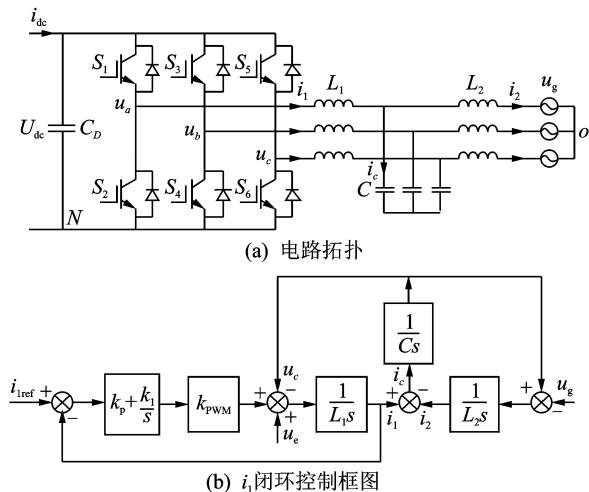 i_dc
S_1
S_3
S_5
i_1
L_1
L_2
i_2
u_g
u_a
U_dc
C_D
u_b
o
u_c
i_c
S_2
S_4
S_6
C
N
(a) 电路拓扑
1/Cs
u_c
i_c
i_1ref
+
−
k_p+k_1/s
k_PWM
+
−
+
1/L_1s
+
−
i_1
i_2
1/L_2s
+
−
u_g
u_e
(b) i_1闭环控制框图